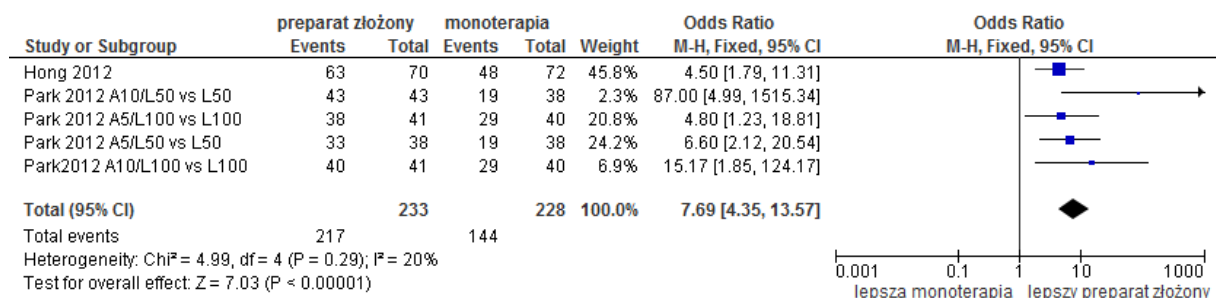 preparat złożony monoterapia Odds Ratio Odds Ratio
Study or Subgroup Events Total Events Total Weight M-H, Fixed, 95% CI M-H, Fixed, 95% CI
Hong 2012 63 70 48 72 45.8% 4.50 [1.79, 11.31]
Park 2012 A10/L50 vs L50 43 43 19 38 2.3% 87.00 [4.99, 1515.34]
Park 2012 A5/L100 vs L100 38 41 29 40 20.8% 4.80 [1.23, 18.81]
Park 2012 A5/L50 vs L50 33 38 19 38 24.2% 6.60 [2.12, 20.54]
Park2012 A10/L100 vs L100 40 41 29 40 6.9% 15.17 [1.85, 124.17]
Total (95% CI) 233 228 100.0% 7.69 [4.35, 13.57]
Total events 217 144
Heterogeneity: Chi² = 4.99, df = 4 (P = 0.29); I² = 20%
Test for overall effect: Z = 7.03 (P < 0.00001)
0.001 0.1 1 10 1000
lepsza monoterapia lepszy preparat złożony